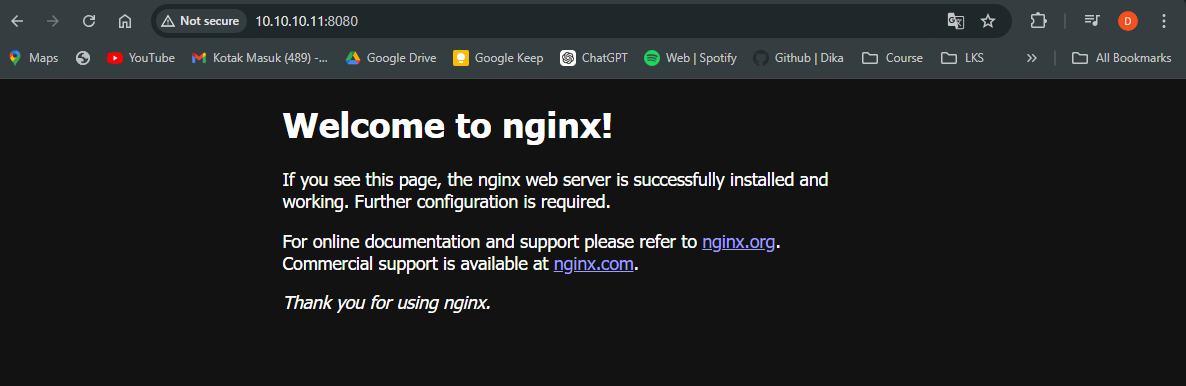 Not secure
10.10.10.11:8080
D
Maps
YouTube
Kotak Masuk (489) -...
Google Drive
Google Keep
ChatGPT
Web | Spotify
Github | Dika
Course
LKS
All Bookmarks
Welcome to nginx!
If you see this page, the nginx web server is successfully installed and
working. Further configuration is required.
For online documentation and support please refer to nginx.org.
Commercial support is available at nginx.com.
Thank you for using nginx.